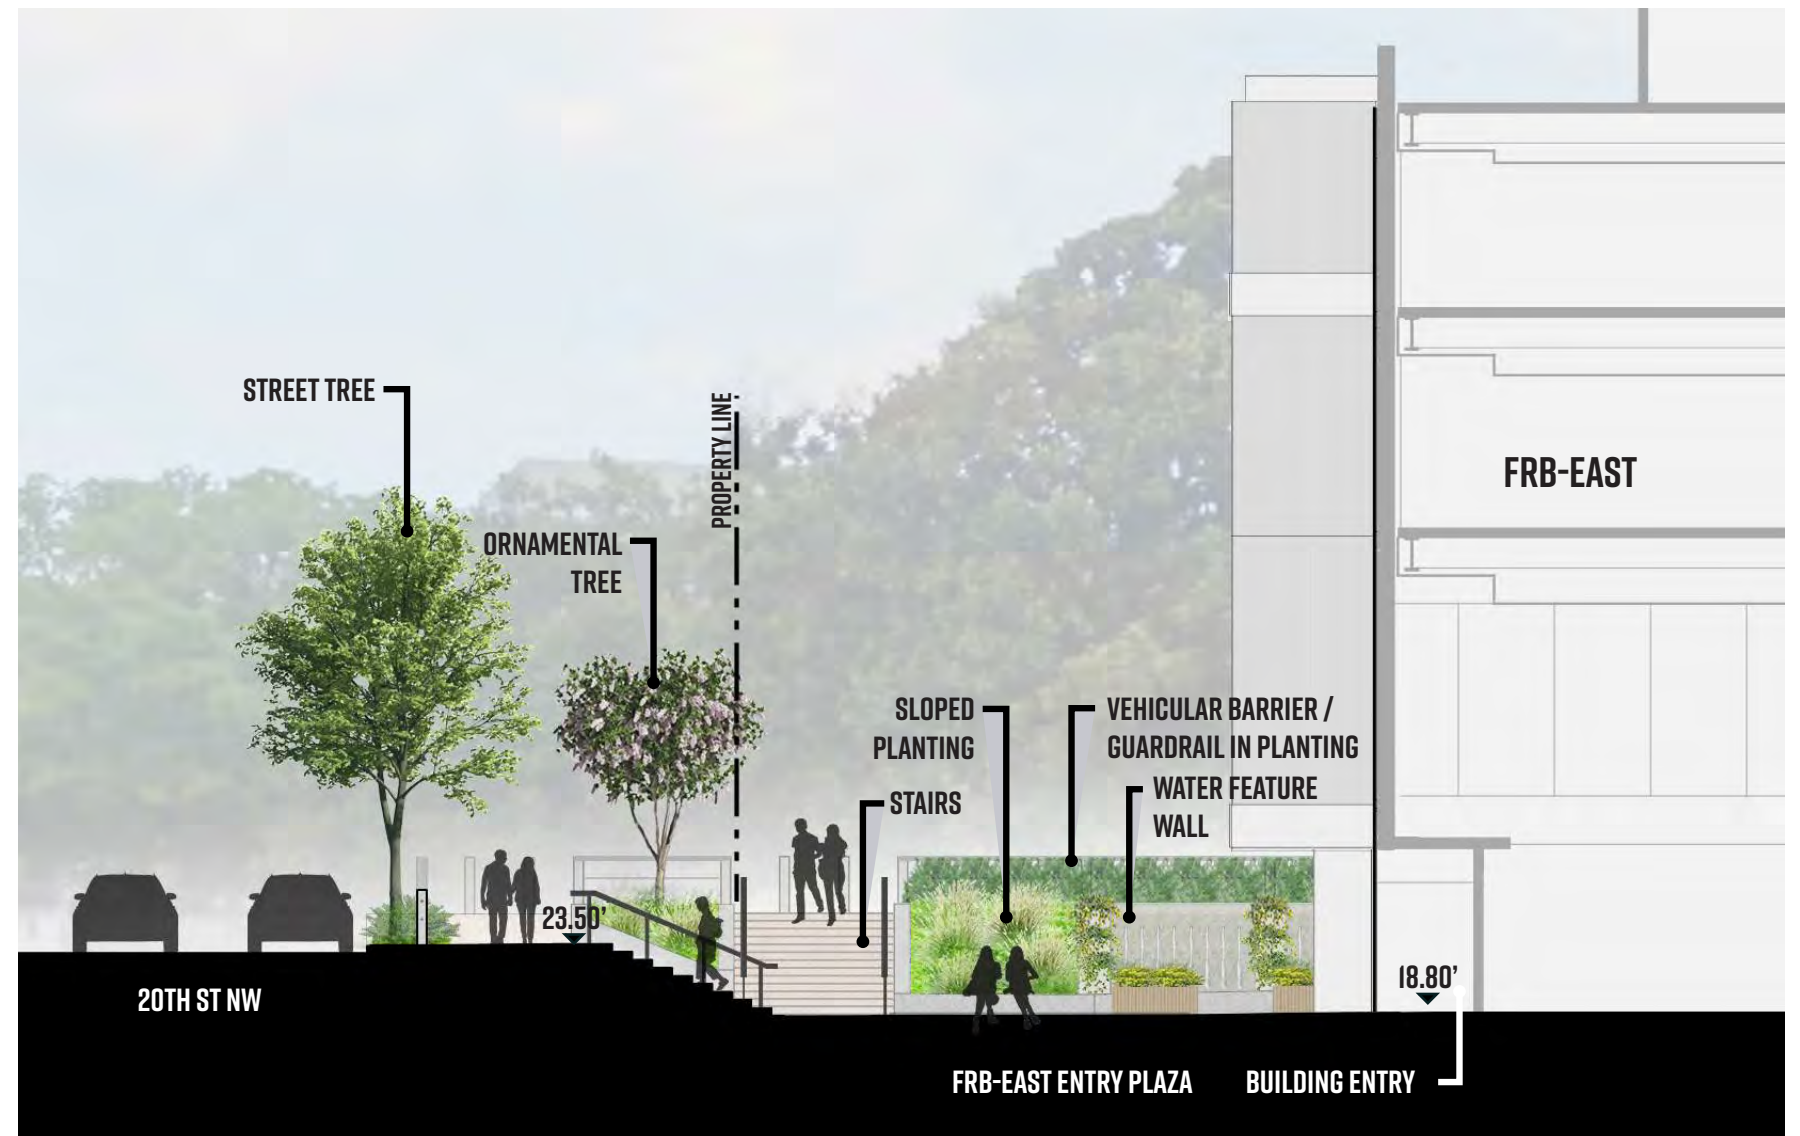 STREET TREE
PROPERTY LINE
FRB-EAST
ORNAMENTAL
TREE
SLOPED
PLANTING
VEHICULAR BARRIER /
GUARDRAIL IN PLANTING
STAIRS
WATER FEATURE
WALL
23.50'
18.80'
20TH ST NW
FRB-EAST ENTRY PLAZA
BUILDING ENTRY